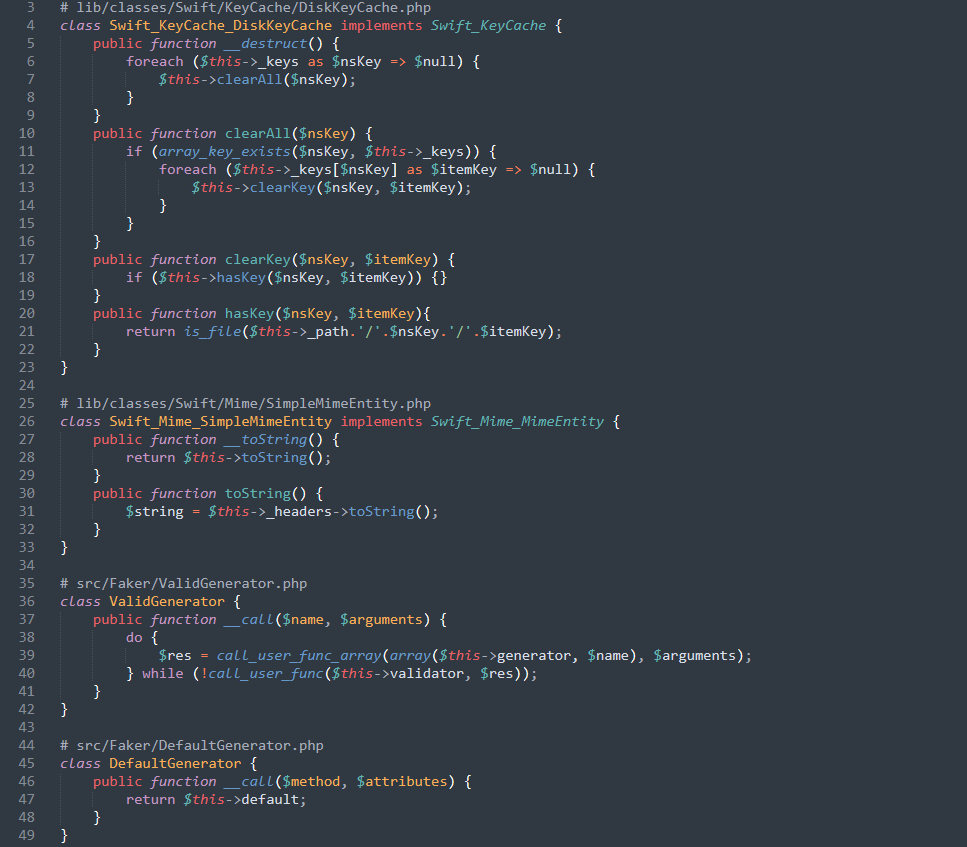 3 # lib/classes/Swift/KeyCache/DiskKeyCache.php
4 class Swift_KeyCache_DiskKeyCache implements Swift_KeyCache {
5     public function __destruct() {
6         foreach ($this->_keys as $nsKey => $null) {
7             $this->clearAll($nsKey);
8         }
9     }
10     public function clearAll($nsKey) {
11         if (array_key_exists($nsKey, $this->_keys)) {
12             foreach ($this->_keys[$nsKey] as $itemKey => $null) {
13                 $this->clearKey($nsKey, $itemKey);
14             }
15         }
16     }
17     public function clearKey($nsKey, $itemKey) {
18         if ($this->hasKey($nsKey, $itemKey)) {}
19     }
20     public function hasKey($nsKey, $itemKey){
21         return is_file($this->_path.'/'.$nsKey.'/'.$itemKey);
22     }
23 }
24
25 # lib/classes/Swift/Mime/SimpleMimeEntity.php
26 class Swift_Mime_SimpleMimeEntity implements Swift_Mime_MimeEntity {
27     public function __toString() {
28         return $this->toString();
29     }
30     public function toString() {
31         $string = $this->_headers->toString();
32     }
33 }
34
35 # src/Faker/ValidGenerator.php
36 class ValidGenerator {
37     public function __call($name, $arguments) {
38         do {
39             $res = call_user_func_array(array($this->generator, $name), $arguments);
40         } while (!call_user_func($this->validator, $res));
41     }
42 }
43
44 # src/Faker/DefaultGenerator.php
45 class DefaultGenerator {
46     public function __call($method, $attributes) {
47         return $this->default;
48     }
49 }